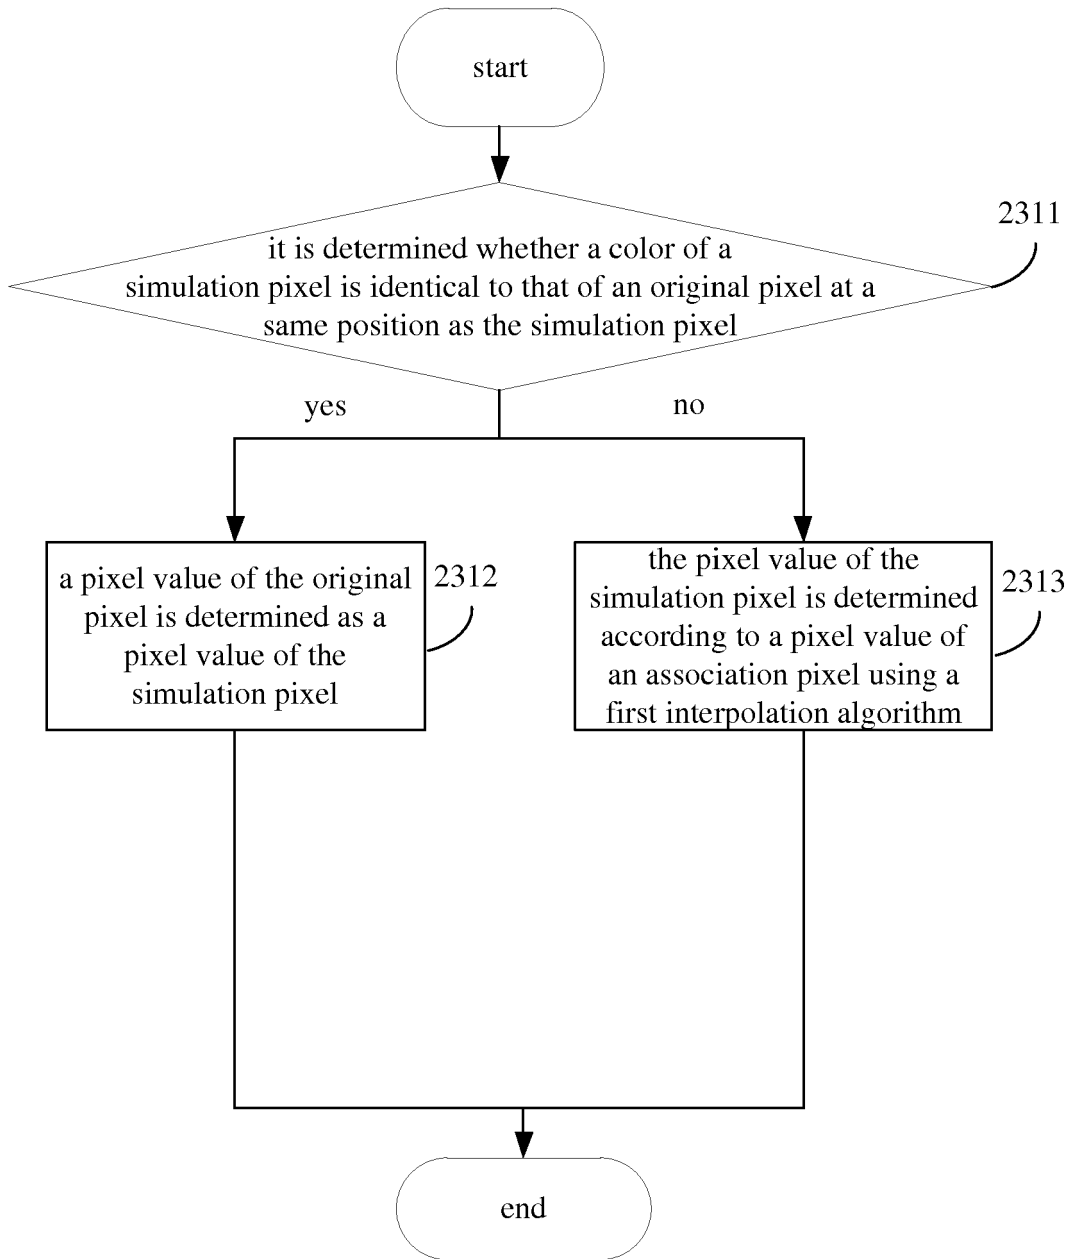 start
2311
it is determined whether a color of a
simulation pixel is identical to that of an original pixel at a
same position as the simulation pixel
yes
no
a pixel value of the original
pixel is determined as a
pixel value of the
simulation pixel
2312
the pixel value of the
simulation pixel is determined
according to a pixel value of
an association pixel using a
first interpolation algorithm
2313
end